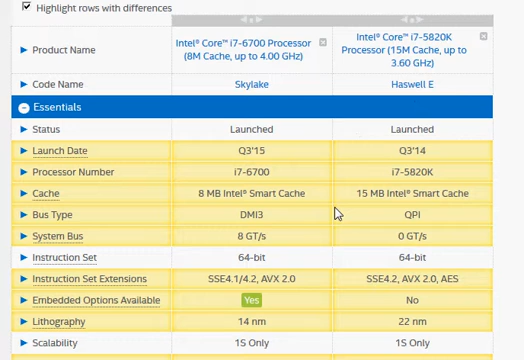 Highlight rows with differences
Product Name
Intel® Core™ i7-6700 Processor
(8M Cache, up to 4.00 GHz)
Intel® Core™ i7-5820K
Processor (15M Cache, up to
3.60 GHz)
Code Name Skylake Haswell E
Essentials
Status Launched Launched
Launch Date Q3'15 Q3'14
Processor Number i7-6700 i7-5820K
Cache 8 MB Intel® Smart Cache 15 MB Intel® Smart Cache
Bus Type DMI3 QPI
System Bus 8 GT/s 0 GT/s
Instruction Set 64-bit 64-bit
Instruction Set Extensions SSE4.1/4.2, AVX 2.0 SSE4.2, AVX 2.0, AES
Embedded Options Available Yes No
Lithography 14 nm 22 nm
Scalability 1S Only 1S Only